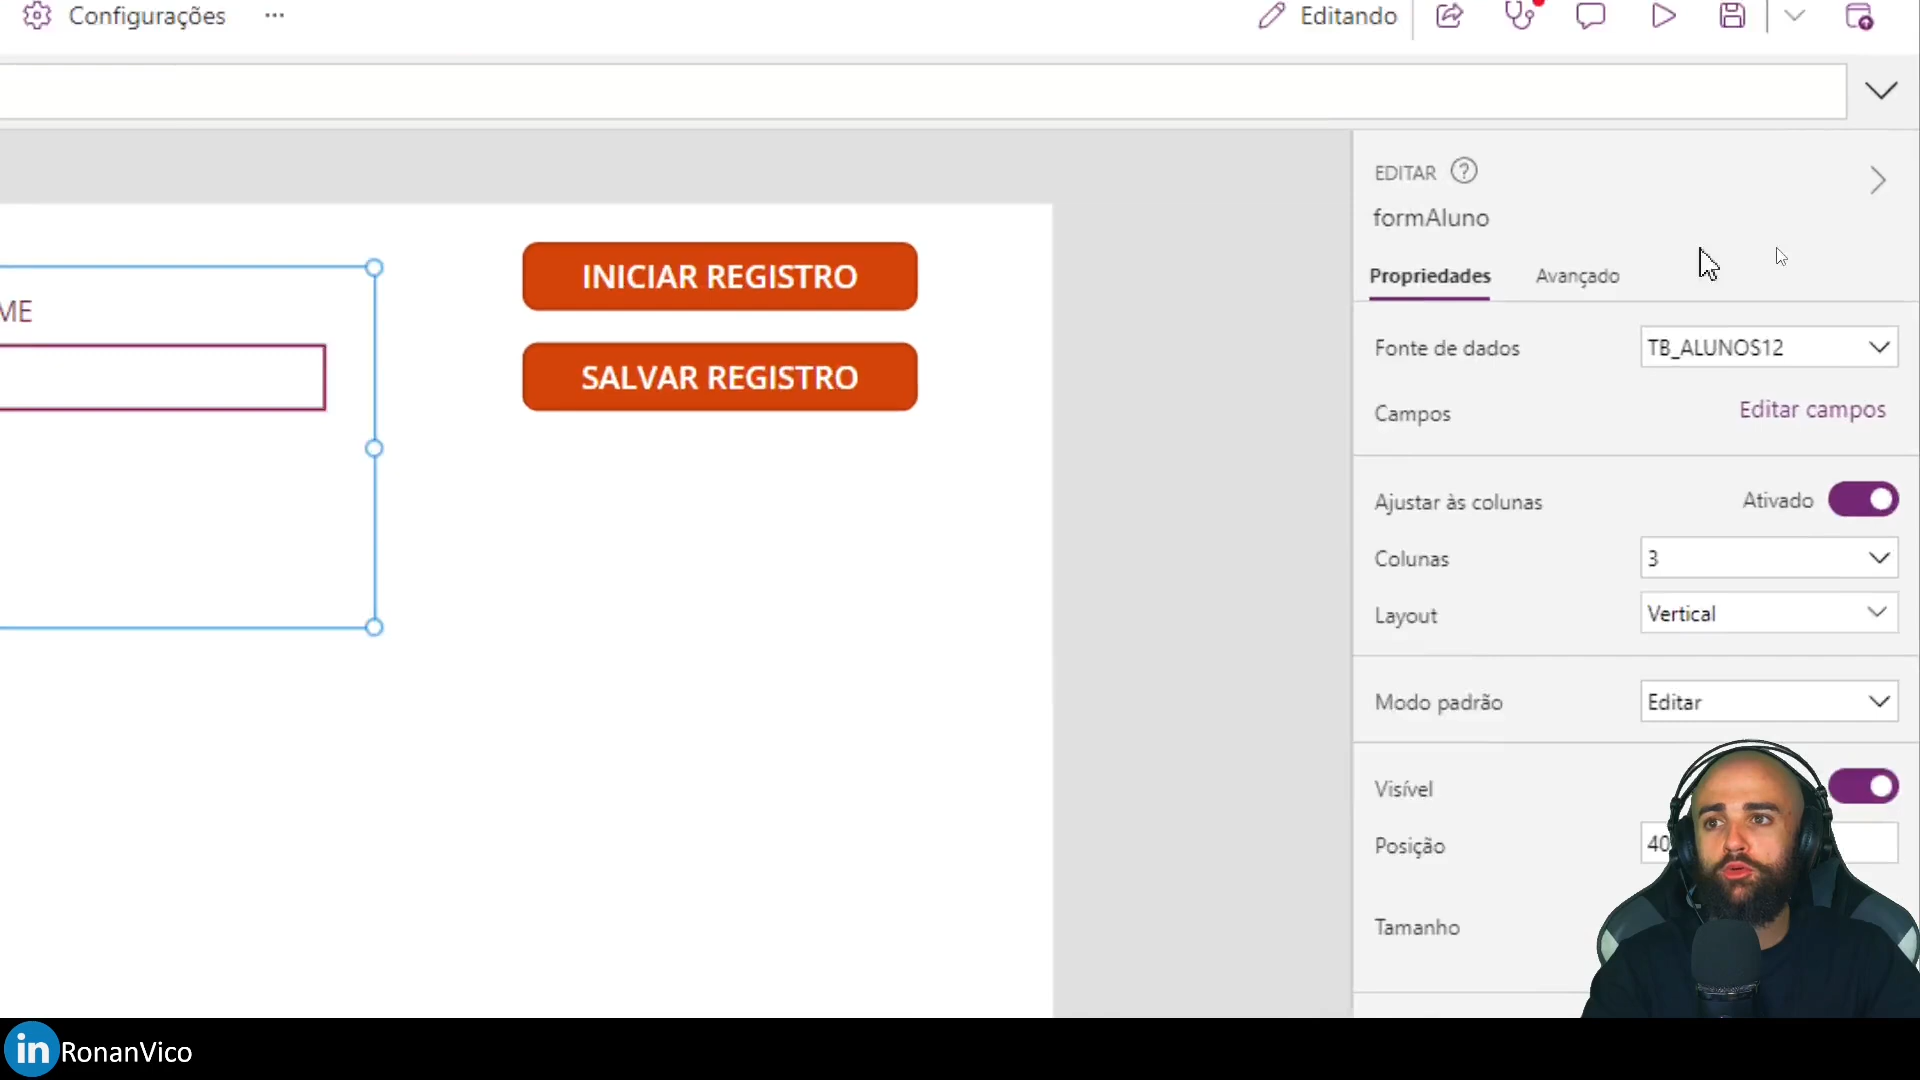 Configurações
...
Editando
EDITAR ?
formAluno
Propriedades Avançado
ME
INICIAR REGISTRO
SALVAR REGISTRO
Fonte de dados TB_ALUNOS12
Campos Editar campos
Ajustar às colunas Ativado
Colunas 3
Layout Vertical
Modo padrão Editar
Visível
Posição 40
Tamanho
in RonanVico